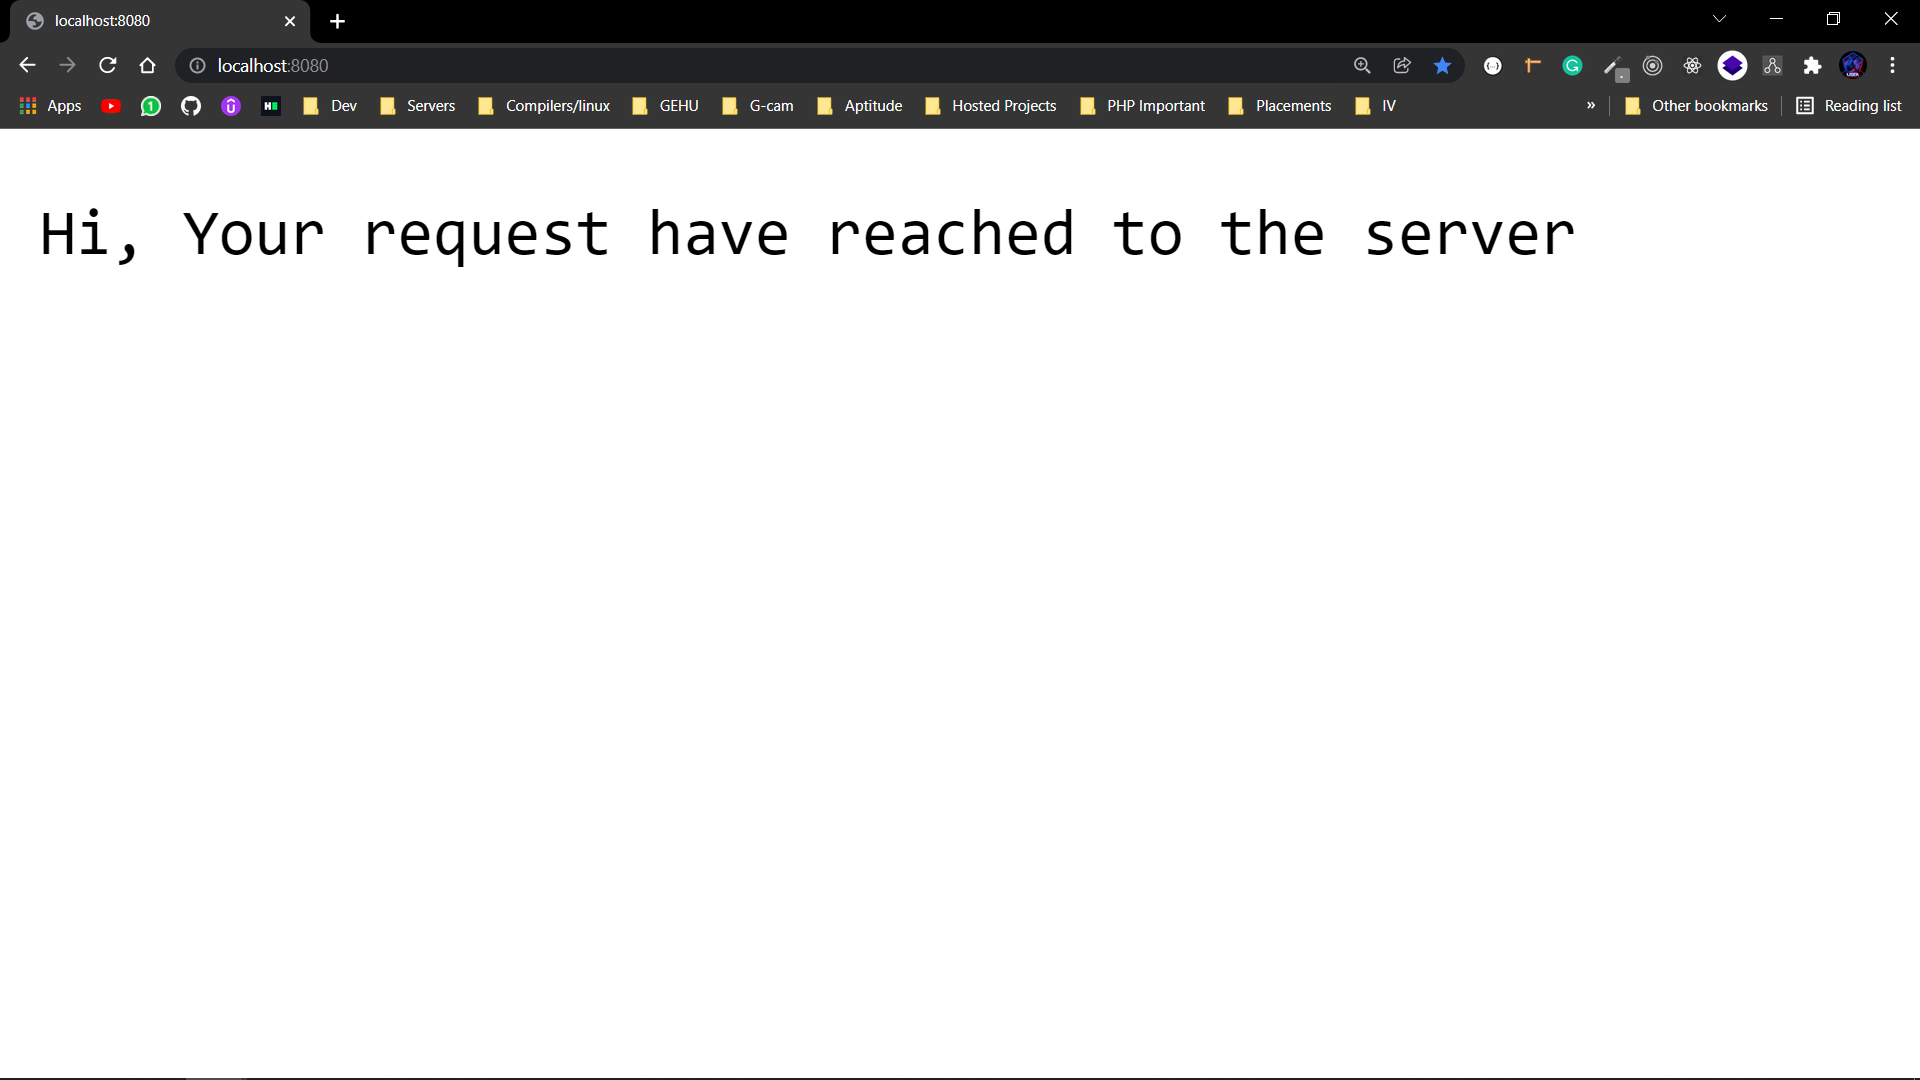 localhost:8080
localhost:8080
Apps Dev Servers Compilers/linux GEHU G-cam Aptitude Hosted Projects PHP Important Placements IV » Other bookmarks Reading list
Hi, Your request have reached to the server